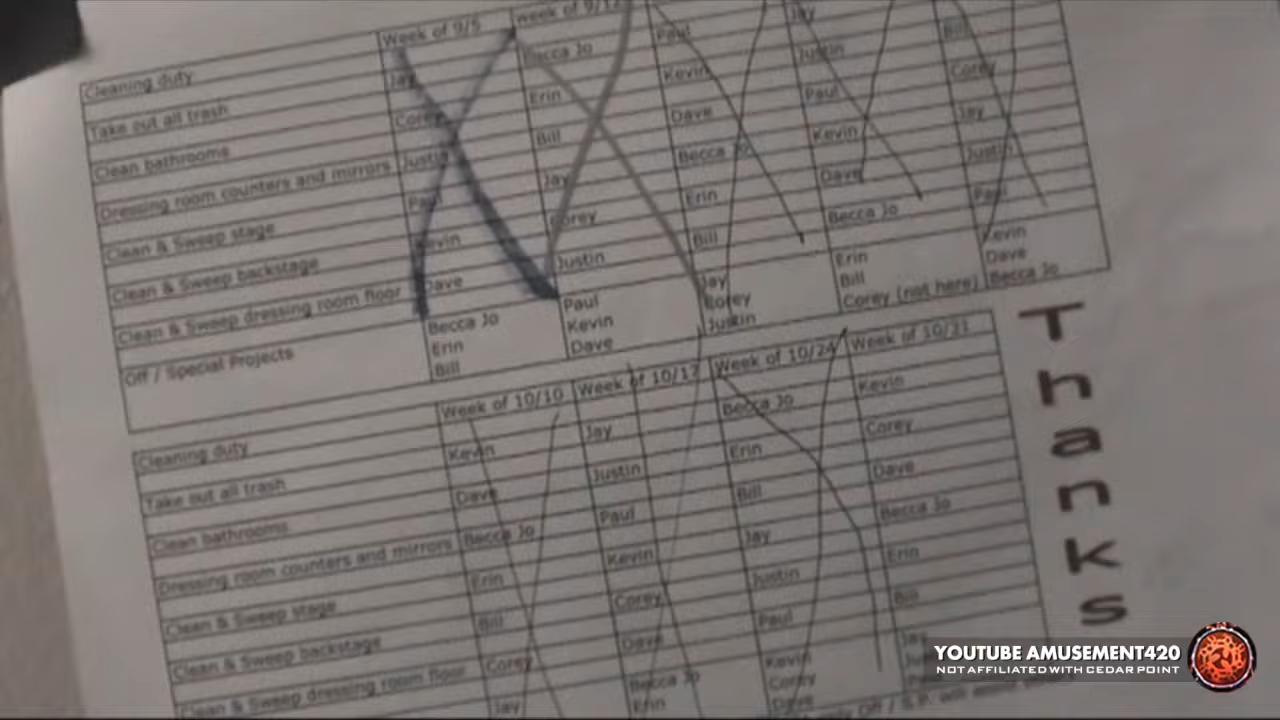 Cleaning duty Week of 9/5 week of 9/12
Take out all trash Jay Becca Jo Paul Jay Bill
Clean bathrooms Corey Erin Kevin Justin Corey
Dressing room counters and mirrors Justin Bill Dave Paul Jay
Clean & Sweep stage Paul Jay Becca Jo Kevin Justin
Clean & Sweep backstage Kevin Corey Erin Dave Paul
Clean & Sweep dressing room floor Dave Justin Bill Becca Jo Kevin
Off / Special Projects Becca Jo Paul Jay Erin Dave
Erin Kevin Corey Bill Becca Jo
Bill Dave Justin Corey (not here)
Cleaning duty Week of 10/10 Week of 10/17 Week of 10/24 Week of 10/31
Take out all trash Kevin Jay Becca Jo Kevin
Clean bathrooms Dave Justin Erin Corey
Dressing room counters and mirrors Becca Jo Paul Bill Dave
Clean & Sweep stage Erin Kevin Jay Becca Jo
Clean & Sweep backstage Bill Corey Justin Erin
Clean & Sweep dressing room floor Corey Dave Paul Bill
Jay Becca Jo Kevin Jay
Erin Corey
Dave
Thanks
YOUTUBE AMUSEMENT420
NOT AFFILIATED WITH CEDAR POINT